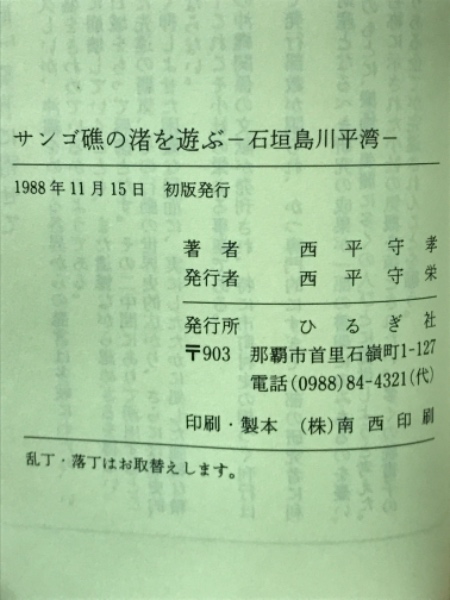 サンゴ礁の渚を遊ぶ－石垣島川平湾－
1988年11月15日　初版発行
著者　西平守孝
発行者　西平守栄
発行所　ひるぎ社
〒903　那覇市首里石嶺町1-127
電話(0988)84-4321(代)
印刷・製本　(株)南西印刷
乱丁・落丁はお取替えします。